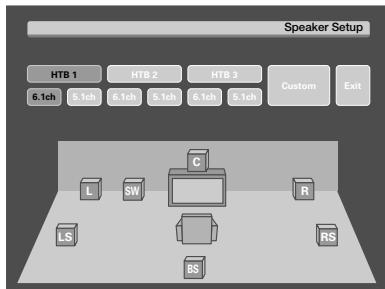 Speaker Setup
HTB 1 HTB 2 HTB 3 Custom Exit
6.1ch 5.1ch 6.1ch 5.1ch 6.1ch 5.1ch
C
L SW R
LS RS
BS